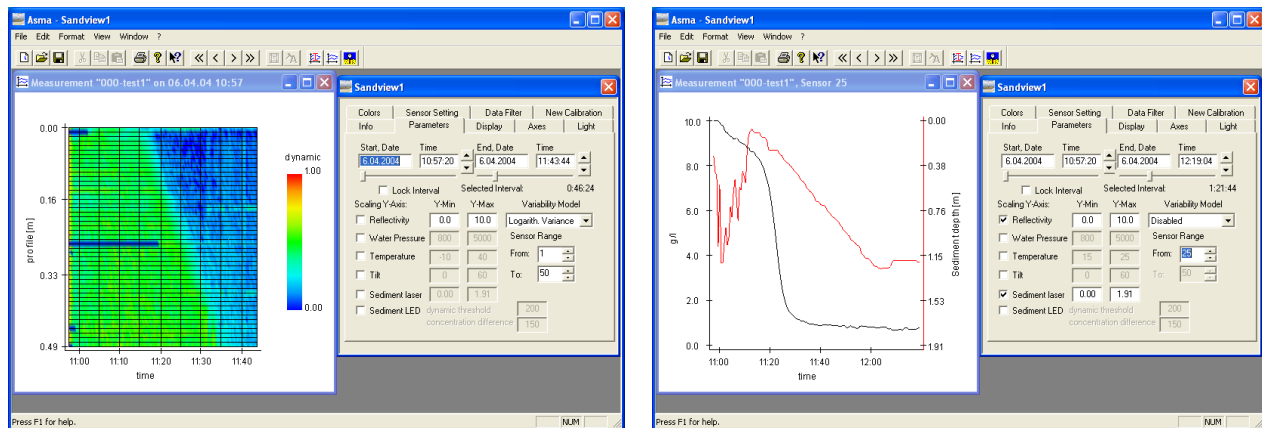 Asma - Sandview1
File Edit Format View Window ?
Measurement "000-test1" on 06.04.04 10:57
dynamic
1.00
0.00
0.00
0.16
0.33
0.49
profile [m]
11:00 11:10 11:20 11:30 11:40
time
Sandview1
Colors Sensor Setting Data Filter New Calibration
Info Parameters Display Axes Light
Start, Date Time End, Date Time
6.04.2004 10:57:20 6.04.2004 11:43:44
Lock Interval Selected Interval: 0:46:24
Scaling Y-Axis: Y-Min Y-Max Variability Model
Reflectivity 0.0 10.0 Logarith. Variance
Water Pressure 800 5000 Sensor Range
Temperature -10 40 From: 1
Tilt 0 60 To: 50
Sediment laser 0.00 1.91
Sediment LED dynamic threshold 200
concentration difference 150
Press F1 for help. NUM
Asma - Sandview1
File Edit Format View Window ?
Measurement "000-test1", Sensor 25
10.0
8.0
6.0
4.0
2.0
0.0
g/l
0.00
0.38
0.76
1.15
1.53
1.91
Sediment depth [m]
11:00 11:20 11:40 12:00
time
Sandview1
Colors Sensor Setting Data Filter New Calibration
Info Parameters Display Axes Light
Start, Date Time End, Date Time
6.04.2004 10:57:20 6.04.2004 12:19:04
Lock Interval Selected Interval: 1:21:44
Scaling Y-Axis: Y-Min Y-Max Variability Model
Reflectivity 0.0 10.0 Disabled
Water Pressure 800 5000 Sensor Range
Temperature 15 25 From: 25
Tilt 0 60 To: 50
Sediment laser 0.00 1.91
Sediment LED dynamic threshold 200
concentration difference 150
Press F1 for help. NUM